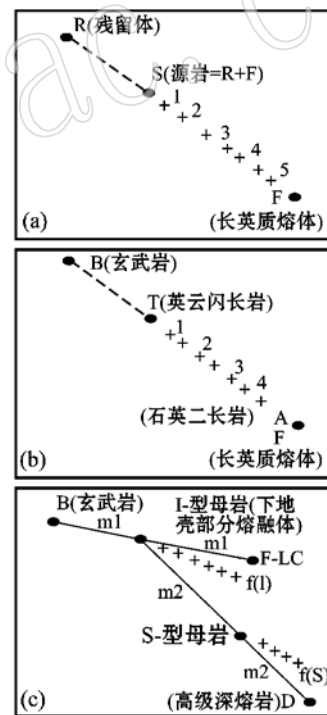 R(残留体)
S(源岩=R+F)
1
2
3
4
5
F
(长英质熔体)
(a)
B(玄武岩)
T(英云闪长岩)
1
2
3
4
(石英二长岩)
A
F
(长英质熔体)
(b)
B(玄武岩)
I-型母岩(下地
壳部分熔融体)
m1
m1
F-LC
f(l)
m2
S-型母岩
m2
f(S)
(高级深熔岩)D
(c)